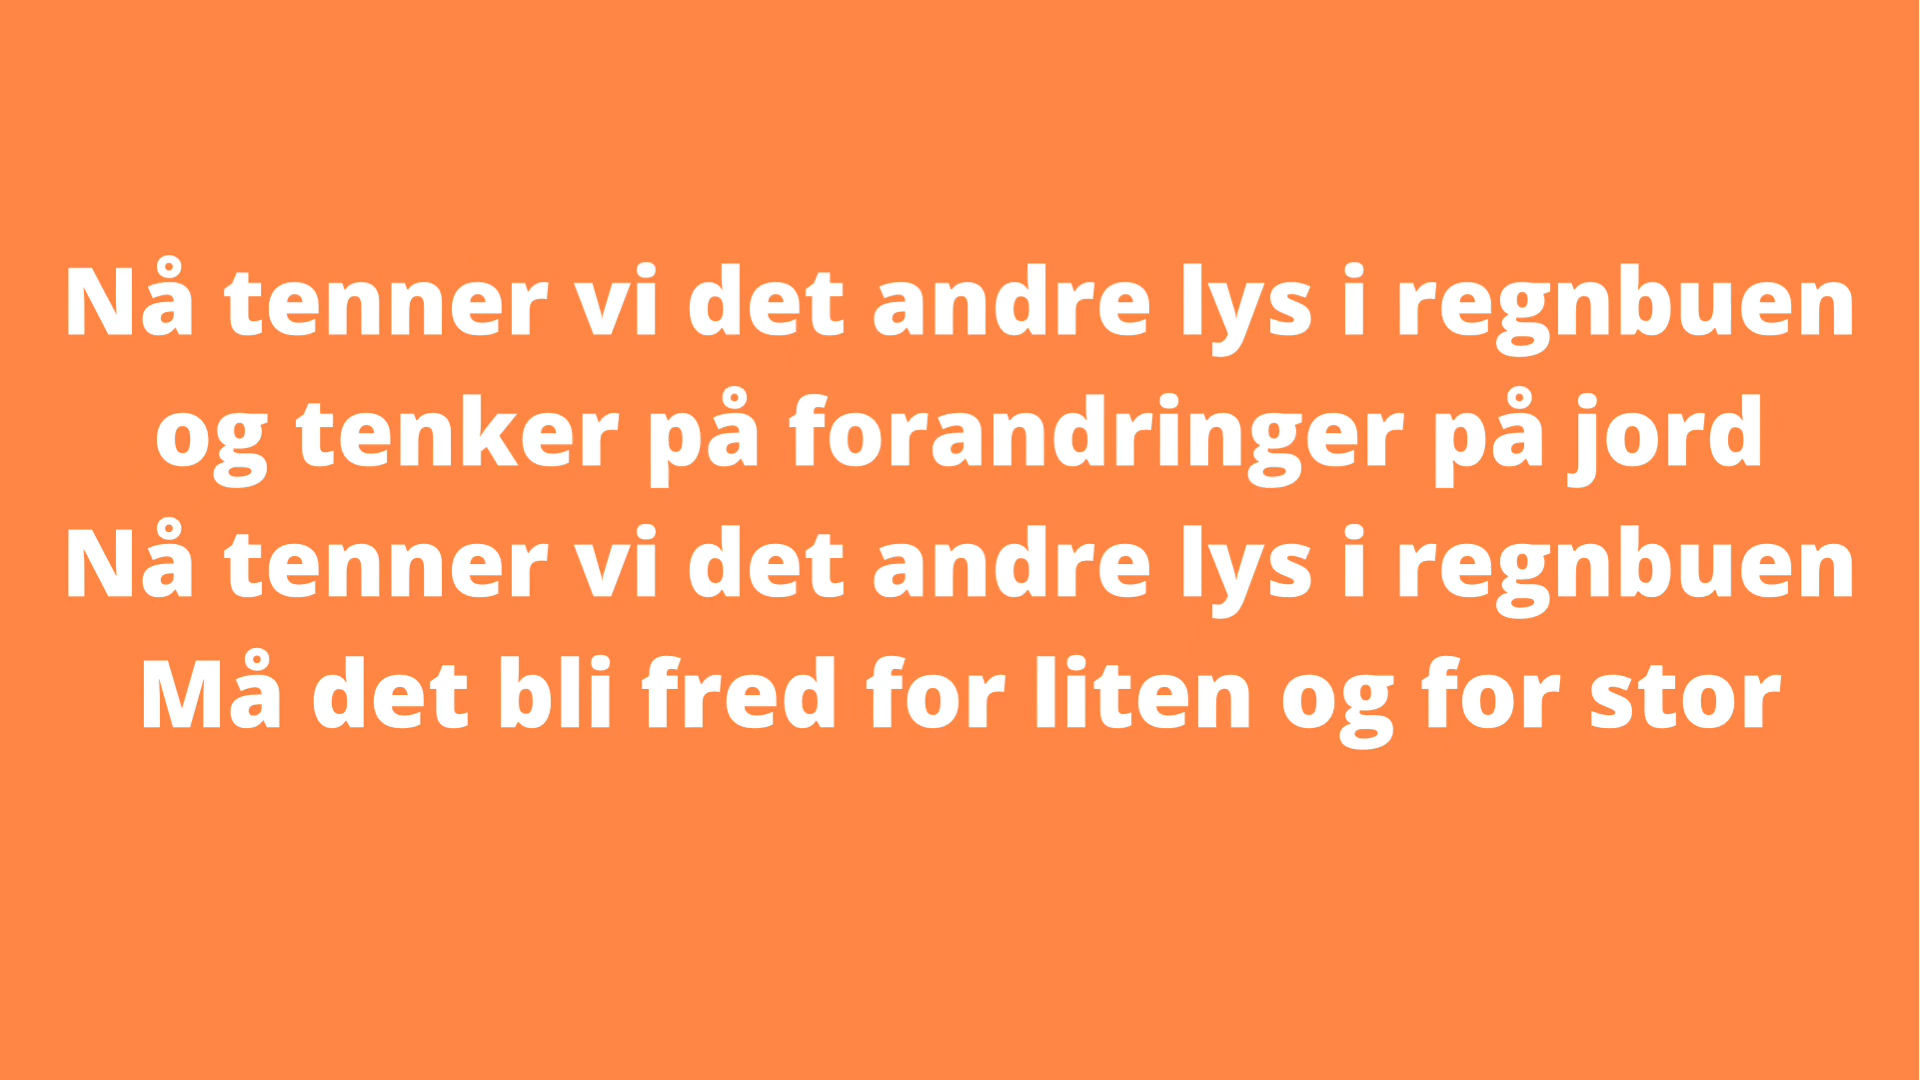 Nå tenner vi det andre lys i regnbuen
og tenker på forandringer på jord
Nå tenner vi det andre lys i regnbuen
Må det bli fred for liten og for stor